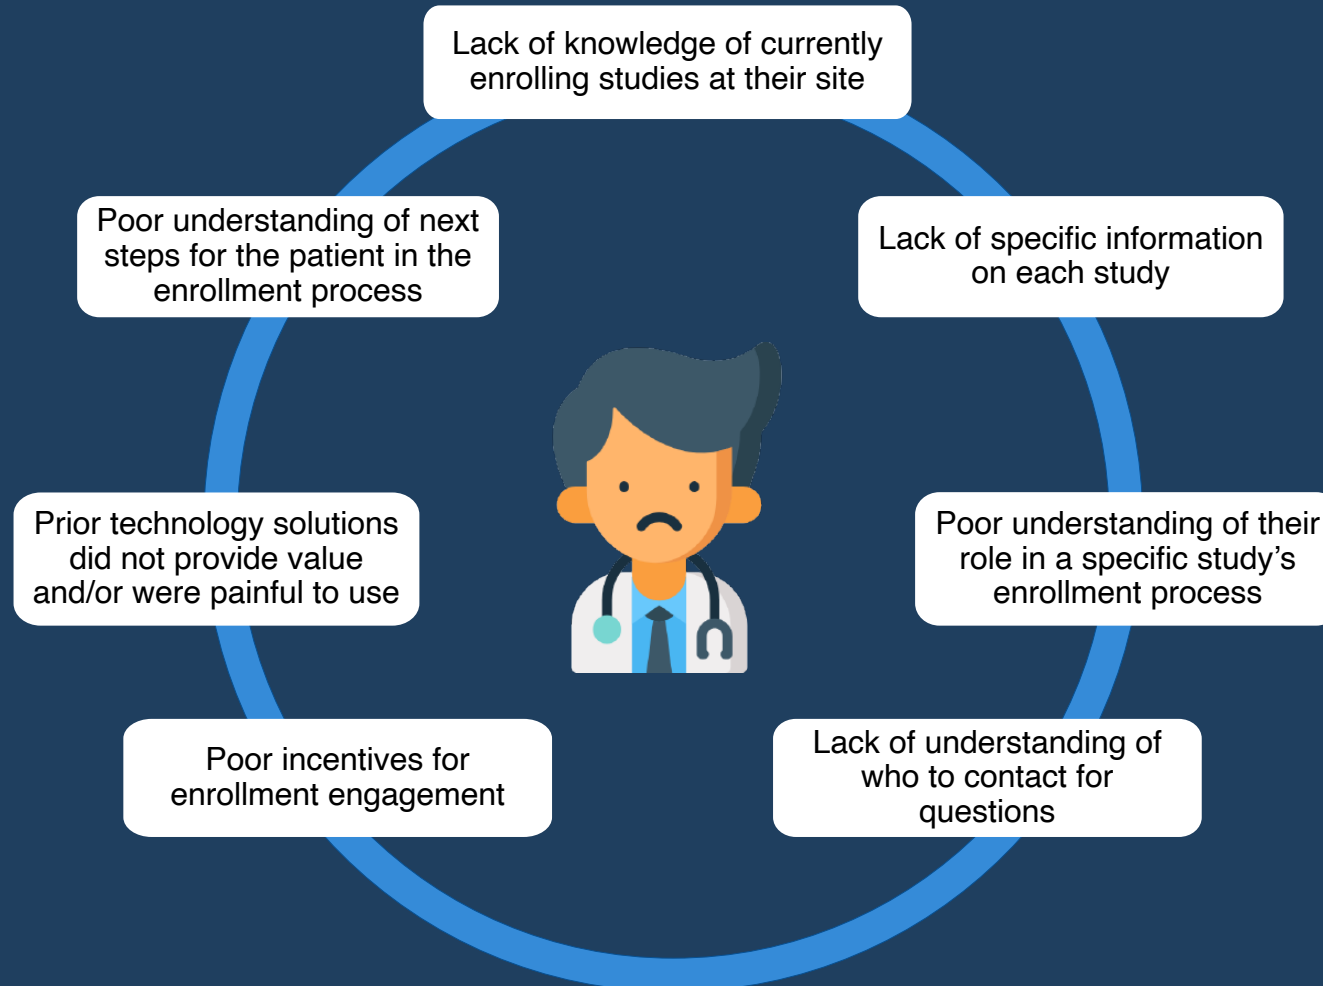 Lack of knowledge of currently
enrolling studies at their site
Poor understanding of next
steps for the patient in the
enrollment process
Lack of specific information
on each study
Prior technology solutions
did not provide value
and/or were painful to use
Poor understanding of their
role in a specific study’s
enrollment process
Poor incentives for
enrollment engagement
Lack of understanding of
who to contact for
questions